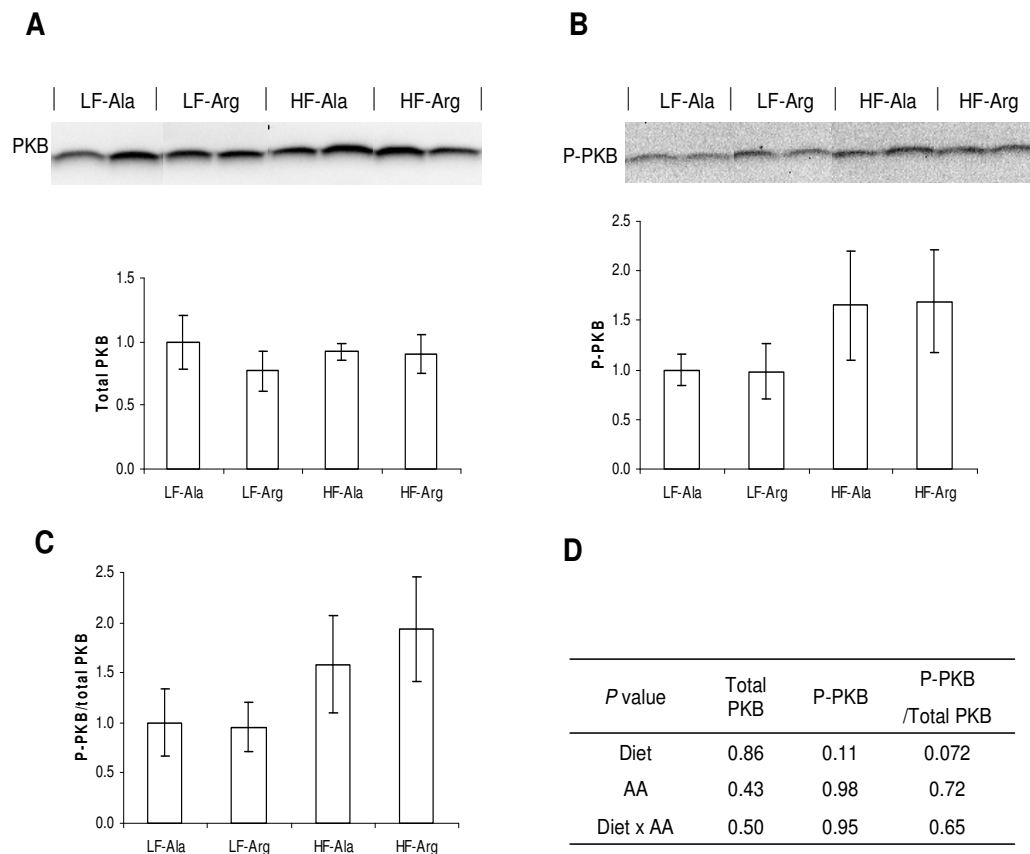 A
LF-Ala LF-Arg HF-Ala HF-Arg
PKB
1.5
1.0
0.5
0.0
Total PKB
LF-Ala LF-Arg HF-Ala HF-Arg
B
LF-Ala LF-Arg HF-Ala HF-Arg
P-PKB
2.5
2.0
1.5
1.0
0.5
0.0
P-PKB
LF-Ala LF-Arg HF-Ala HF-Arg
C
2.5
2.0
1.5
1.0
0.5
0.0
P-PKB/total PKB
LF-Ala LF-Arg HF-Ala HF-Arg
D
P value Total PKB P-PKB P-PKB /Total PKB
Diet 0.86 0.11 0.072
AA 0.43 0.98 0.72
Diet x AA 0.50 0.95 0.65